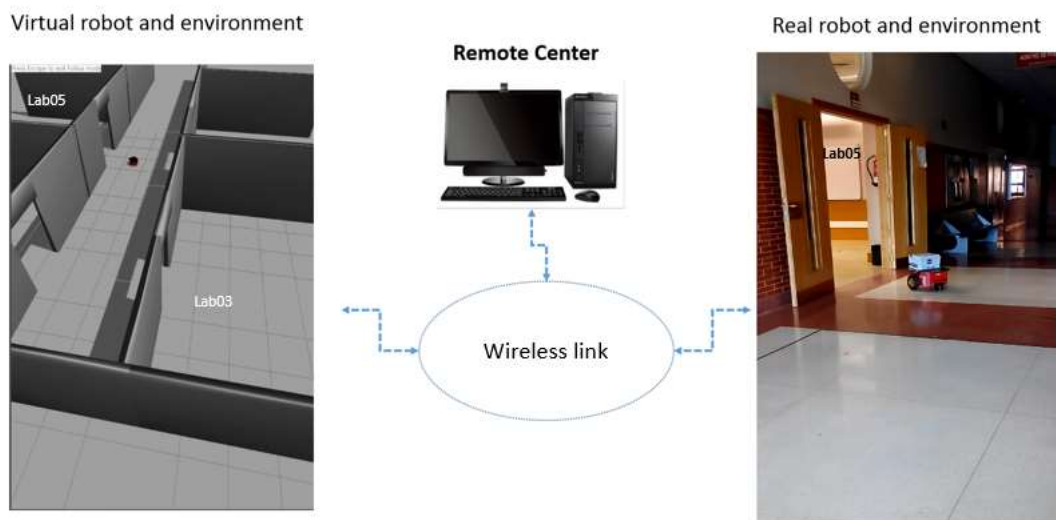 Virtual robot and environment
Remote Center
Real robot and environment
Lab05
Lab05
Lab03
Wireless link